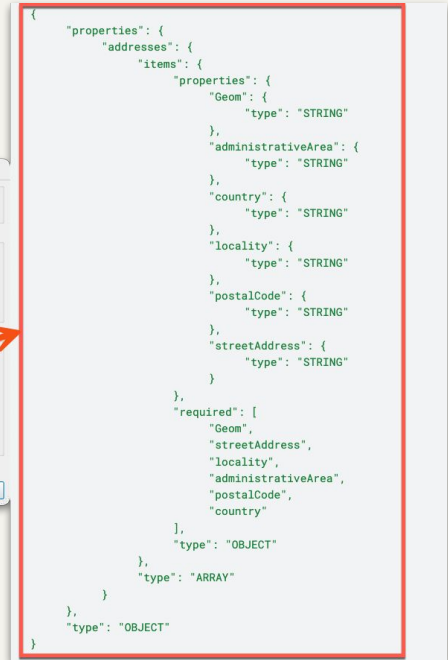 {
"properties": {
"addresses": {
"items": {
"properties": {
"Geom": {
"type": "STRING"
},
"administrativeArea": {
"type": "STRING"
},
"country": {
"type": "STRING"
},
"locality": {
"type": "STRING"
},
"postalCode": {
"type": "STRING"
},
"streetAddress": {
"type": "STRING"
}
},
"required": [
"Geom",
"streetAddress",
"locality",
"administrativeArea",
"postalCode",
"country"
],
"type": "OBJECT"
},
"type": "ARRAY"
}
},
"type": "OBJECT"
}